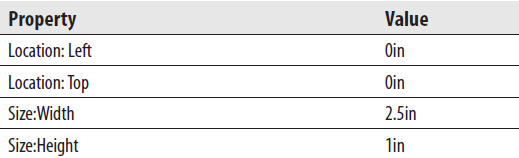 Property Value
Location: Left 0in
Location: Top 0in
Size:Width 2.5in
Size:Height 1in